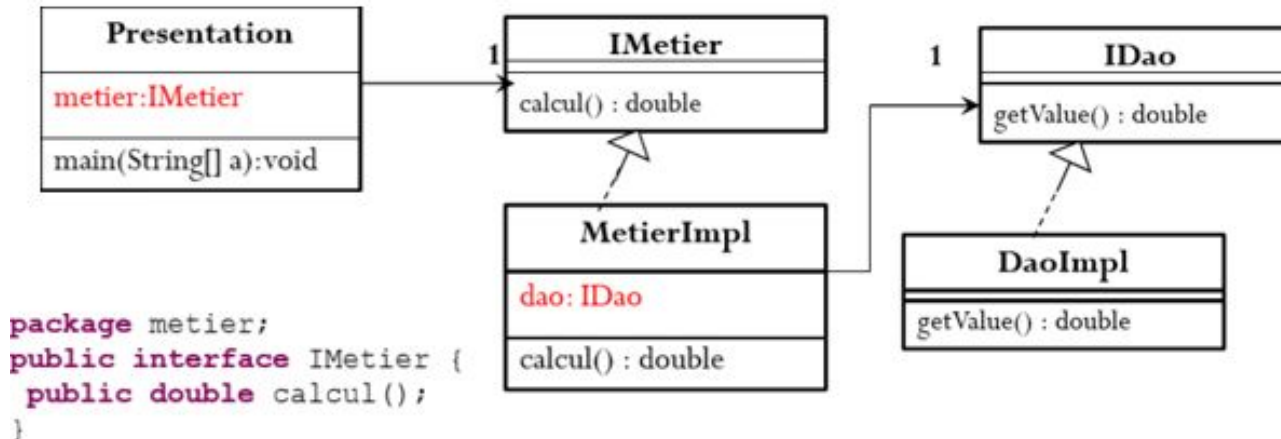 Presentation
metier:IMetier
main(String[] a):void
1
IMetier
calcul() : double
1
IDao
getValue() : double
MetierImpl
dao: IDao
calcul() : double
DaoImpl
getValue() : double
package metier;
public interface IMetier {
public double calcul();
}